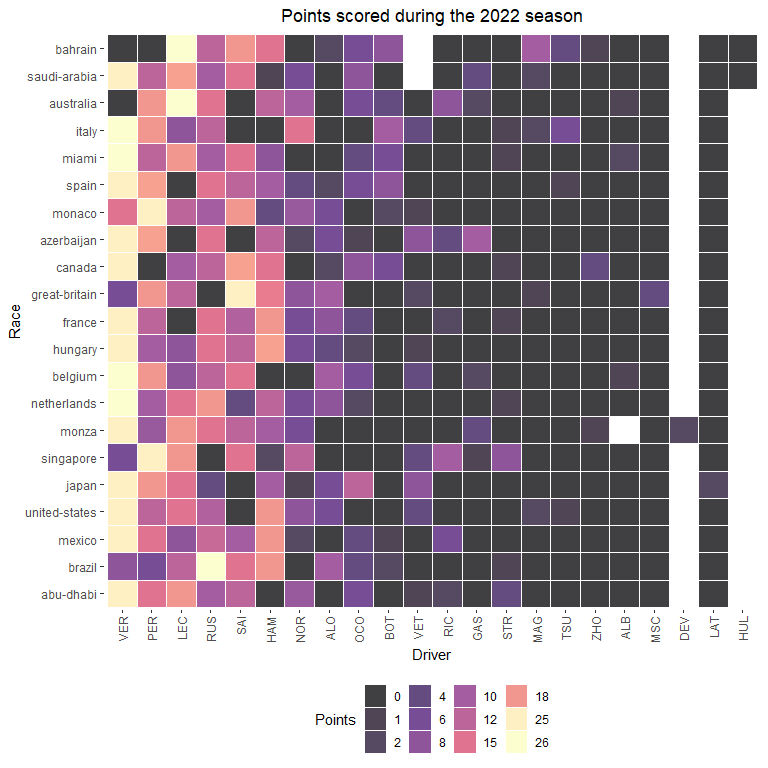 Points scored during the 2022 season
Race
bahrain
saudi-arabia
australia
italy
miami
spain
monaco
azerbaijan
canada
great-britain
france
hungary
belgium
netherlands
monza
singapore
japan
united-states
mexico
brazil
abu-dhabi
VER PER LEC RUS SAI HAM NOR ALO OCO BOT VET RIC GAS STR MAG TSU ZHO ALB MSC DEV LAT HUL
Driver
Points
0 4 10 18
1 6 12 25
2 8 15 26